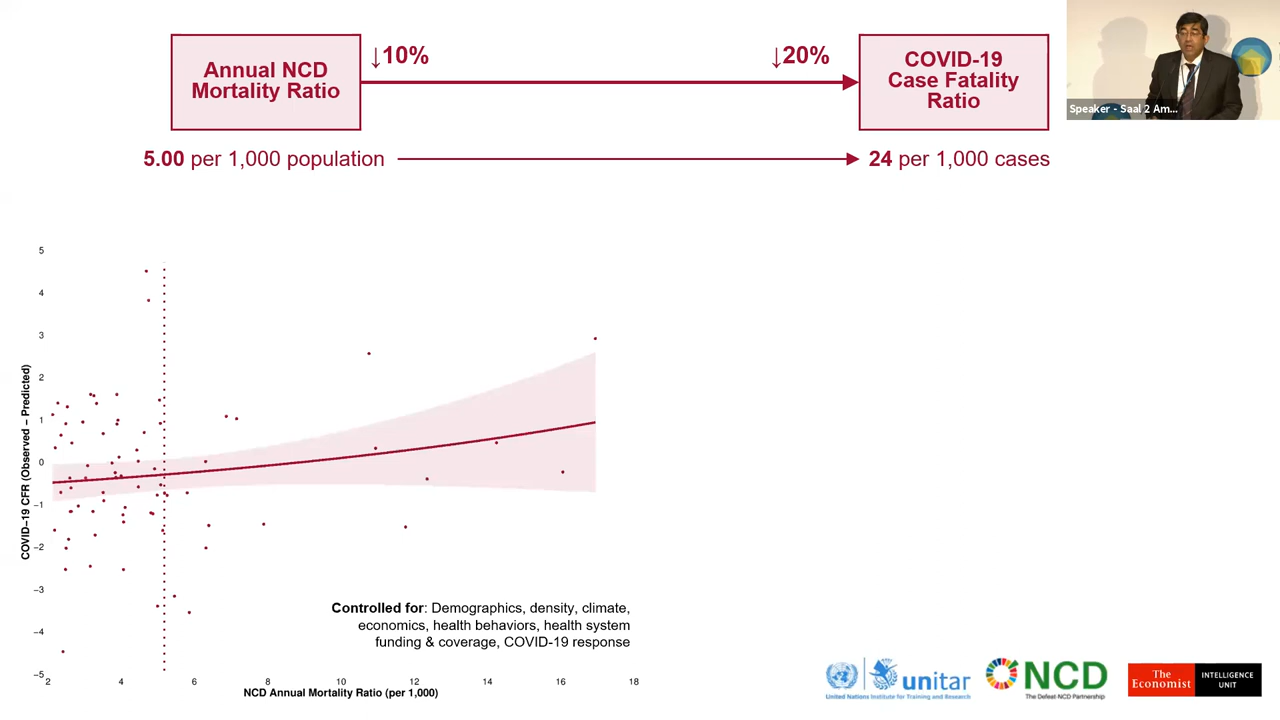 Annual NCD
Mortality Ratio
↓10%
↓20%
COVID-19
Case Fatality
Ratio
5.00 per 1,000 population
24 per 1,000 cases
Speaker - Saal 2 Am...
5
4
3
2
1
0
−1
−2
−3
−4
−5
COVID−19 CFR (Observed − Predicted)
2
4
6
8
10
12
14
16
18
NCD Annual Mortality Ratio (per 1,000)
Controlled for: Demographics, density, climate,
economics, health behaviors, health system
funding & coverage, COVID-19 response
unitar
United Nations Institute for Training and Research
NCD
The Defeat-NCD Partnership
The
Economist
INTELLIGENCE
UNIT